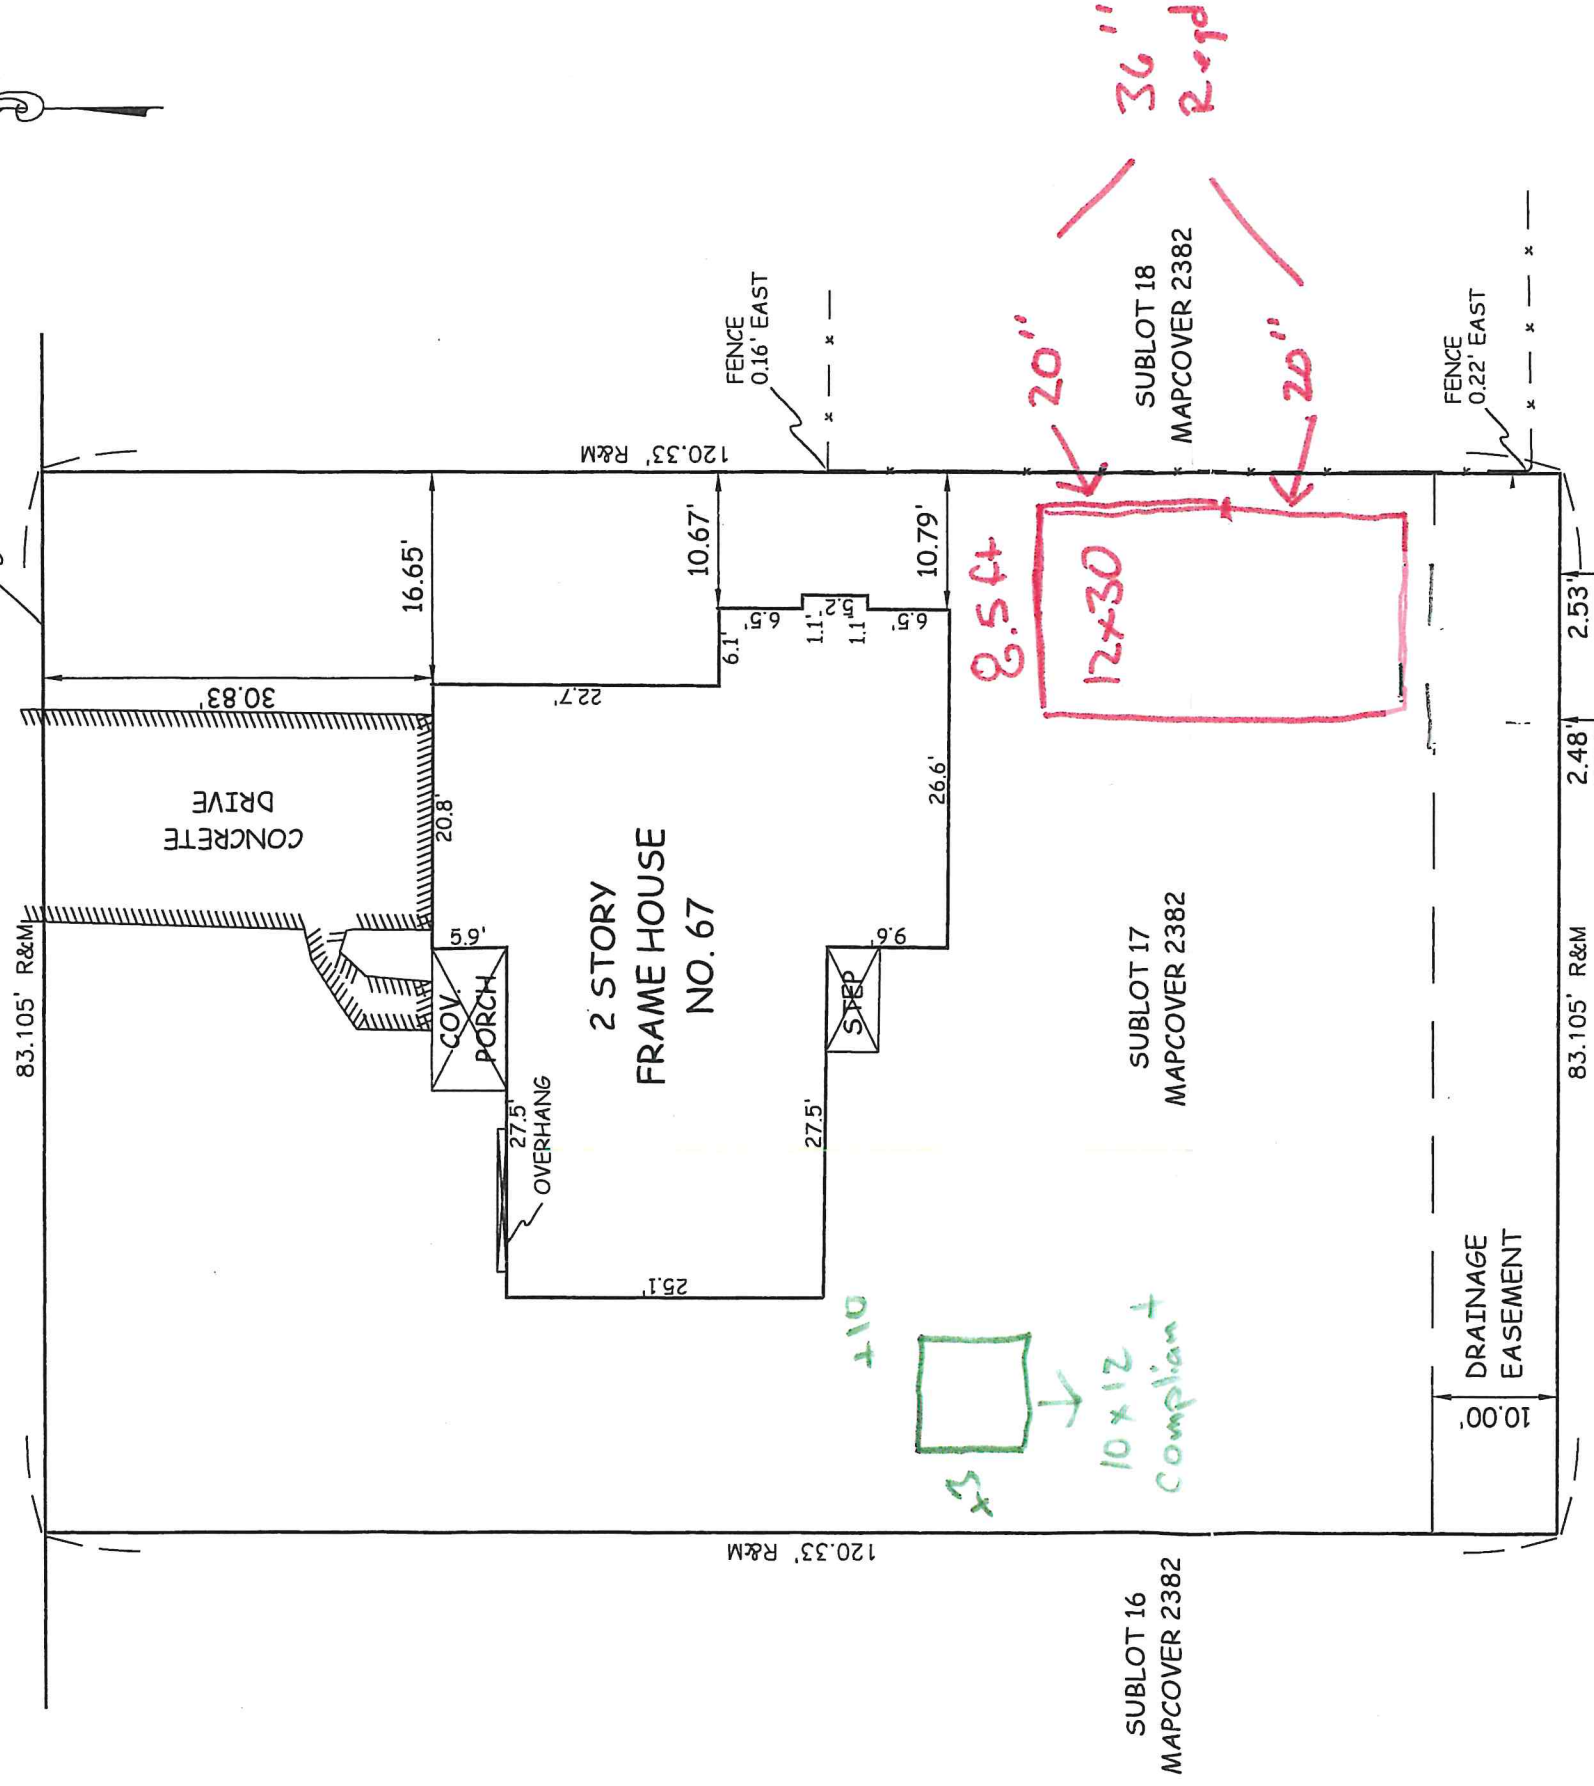 83.105' R&M
CONCRETE
DRIVE
30.83'
16.65'
120.33' R&M
20.8'
22.7'
6.1'
10.67'
6.5'
1.1'
5.2'
1.1'
6.5'
10.79'
26.6'
9.6'
5.9'
COV.
PORCH
STEP
27.5'
OVERHANG
25.1'
27.5'
2 STORY
FRAME HOUSE
NO. 67
FENCE
0.16' EAST
SUBLOT 18
MAPCOVER 2382
FENCE
0.22' EAST
SUBLOT 17
MAPCOVER 2382
120.33' R&M
SUBLOT 16
MAPCOVER 2382
DRAINAGE
EASEMENT
10.00'
83.105' R&M
2.48'
2.53'
36"
Reqd
20"
20"
8.5 ft
12x30
+10
10 x 12
Compliant